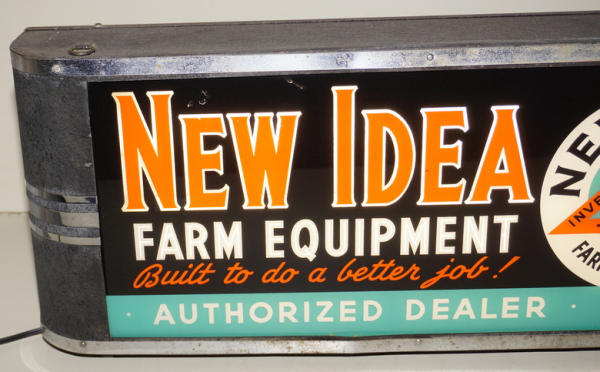 NEW IDEA
FARM EQUIPMENT
Built to do a better job!
· AUTHORIZED DEALER ·